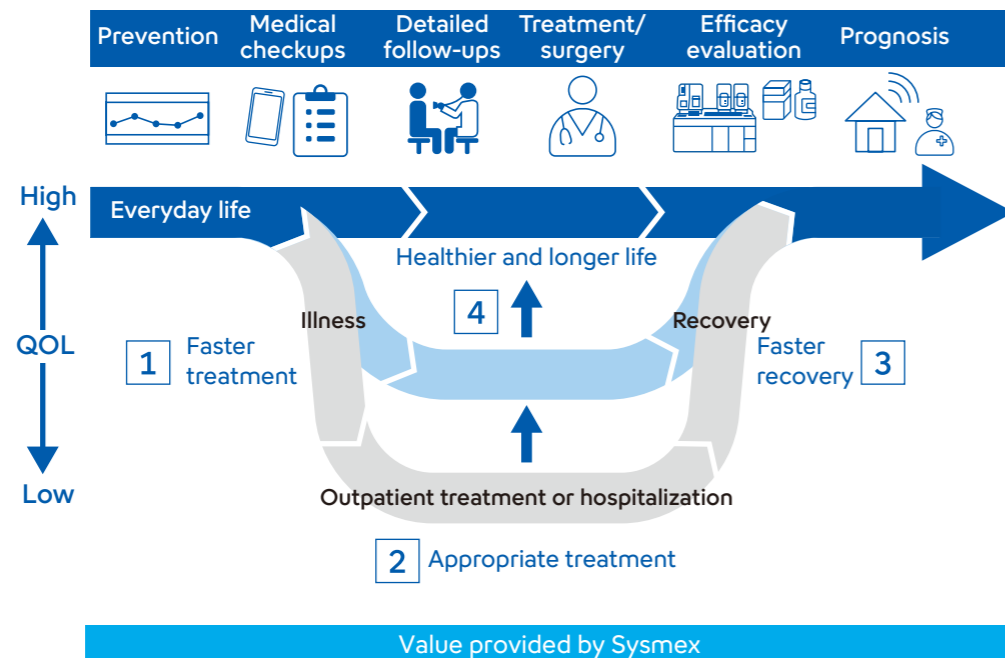 Prevention
Medical
checkups
Detailed
follow-ups
Treatment/
surgery
Efficacy
evaluation
Prognosis
High
QOL
Low
Everyday life
Healthier and longer life
4
Illness
Recovery
1
Faster
treatment
Faster
recovery
3
Outpatient treatment or hospitalization
2
Appropriate treatment
Value provided by Sysmex